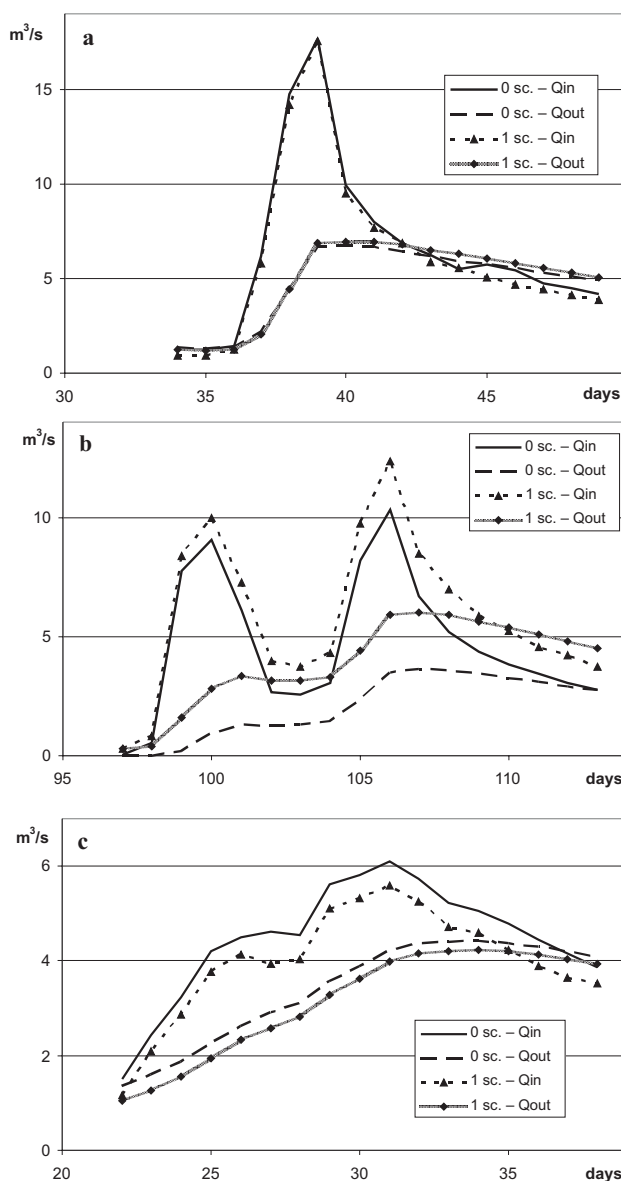 m³/s
a
0 sc. – Qin
0 sc. – Qout
1 sc. – Qin
1 sc. – Qout
15
10
5
0
30 35 40 45 days
m³/s
b
0 sc. – Qin
0 sc. – Qout
1 sc. – Qin
1 sc. – Qout
10
5
0
95 100 105 110 days
m³/s
c
6
4
2
0
0 sc. – Qin
0 sc. – Qout
1 sc. – Qin
1 sc. – Qout
20 25 30 35 days